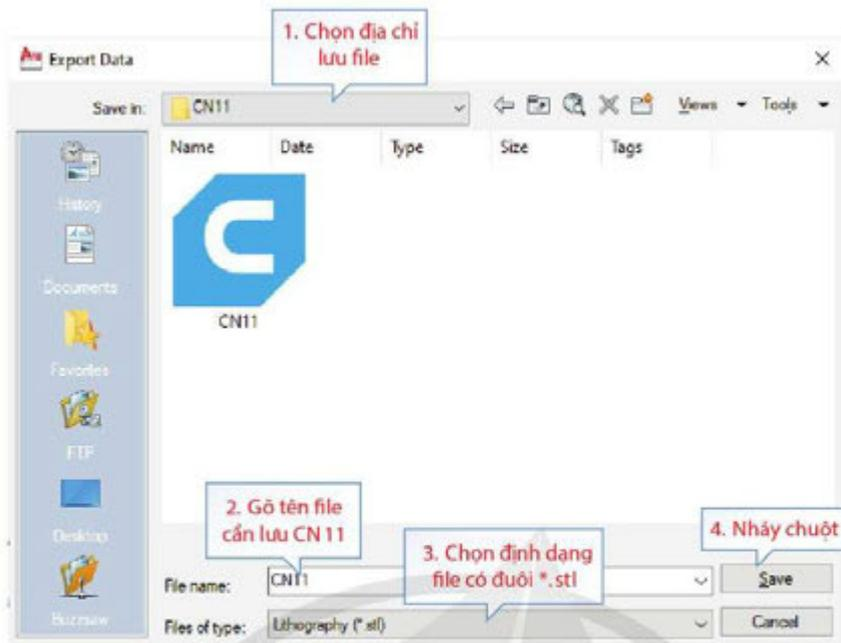 1. Chọn địa chỉ
lưu file
Export Data
Save in:
CN11
Views
Tools
Name Date Type Size Tags
History
CN11
Documents
Favorites
FTP
Desktop
Buzzsaw
2. Gõ tên file
cần lưu CN 11
3. Chọn định dạng
file có đuôi *.stl
4. Nháy chuột
File name:
CN11
Save
Files of type:
Lithography (*.stl)
Cancel